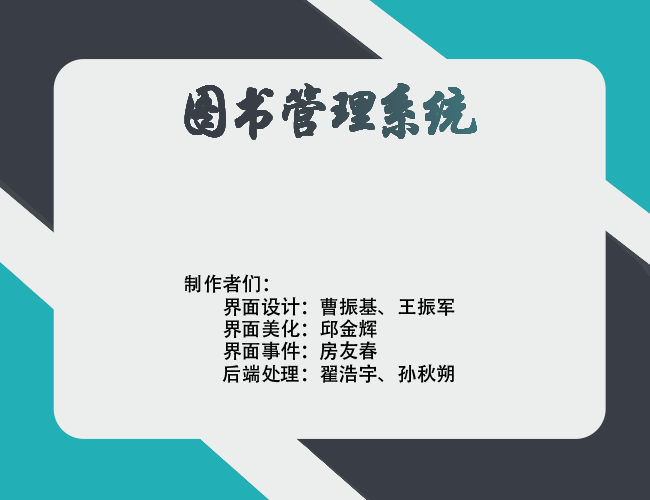 图书管理系统
制作者们：
界面设计：曹振基、王振军
界面美化：邱金辉
界面事件：房友春
后端处理：翟浩宇、孙秋朔